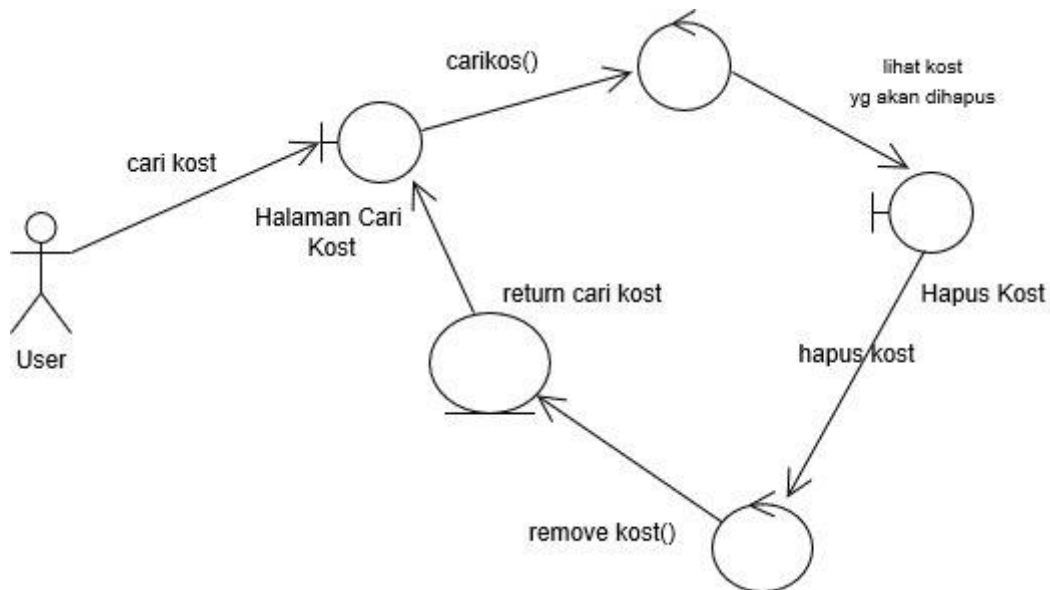 carikos()
lihat kost
yg akan dihapus
cari kost
Halaman Cari
Kost
return cari kost
Hapus Kost
User
hapus kost
remove kost()